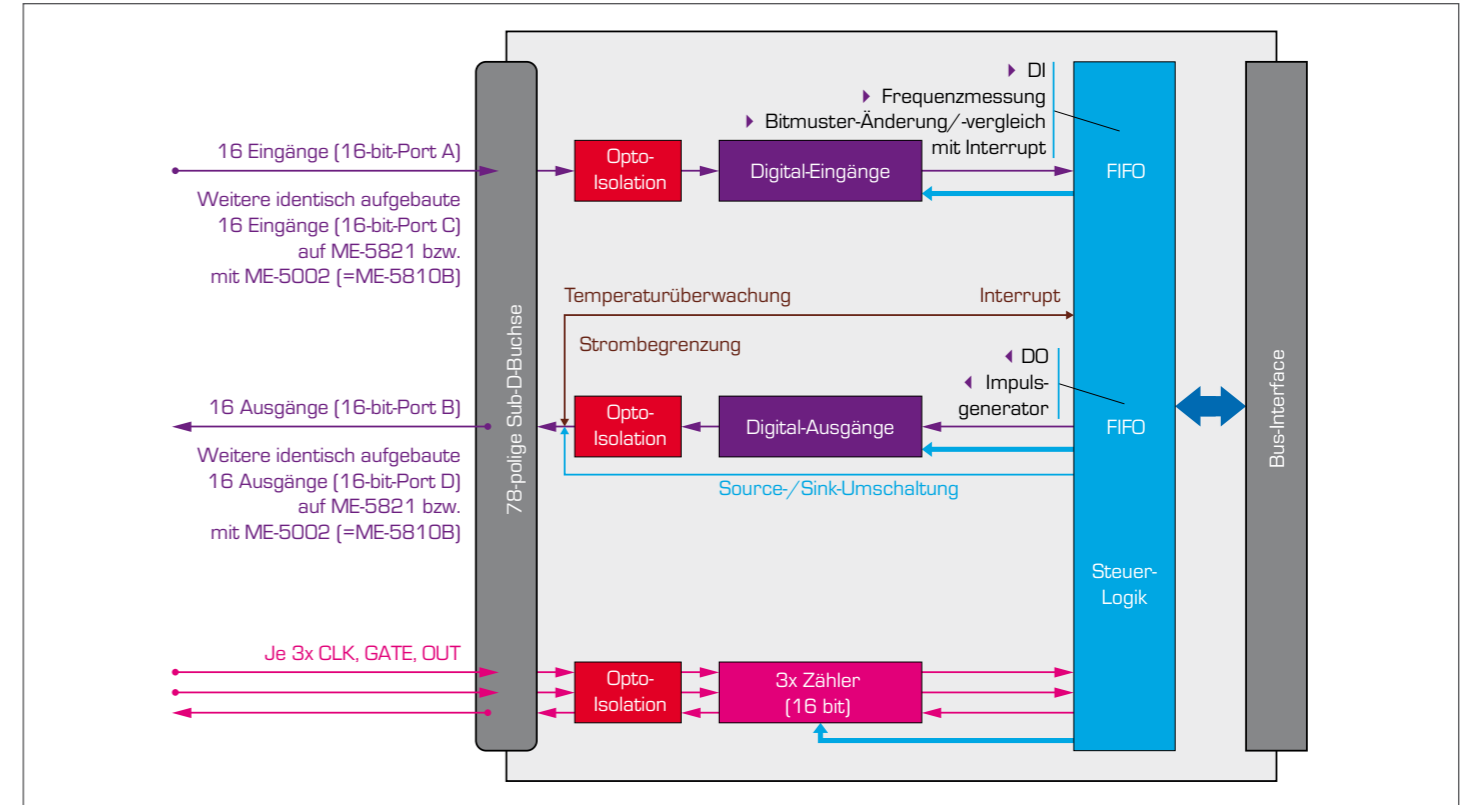 DI
Frequenzmessung
Bitmuster-Änderung/-vergleich
mit Interrupt
16 Eingänge (16-bit-Port A)
Opto-
Isolation
Digital-Eingänge
FIFO
Weitere identisch aufgebaute
16 Eingänge (16-bit-Port C)
auf ME-5821 bzw.
mit ME-5002 (=ME-5810B)
78-polige Sub-D-Buchse
Temperaturüberwachung
Interrupt
Strombegrenzung
DO
Impuls-
generator
16 Ausgänge (16-bit-Port B)
Opto-
Isolation
Digital-Ausgänge
FIFO
Bus-Interface
Weitere identisch aufgebaute
16 Ausgänge (16-bit-Port D)
auf ME-5821 bzw.
mit ME-5002 (=ME-5810B)
Source-/Sink-Umschaltung
Steuer-
Logik
Je 3x CLK, GATE, OUT
Opto-
Isolation
3x Zähler
(16 bit)